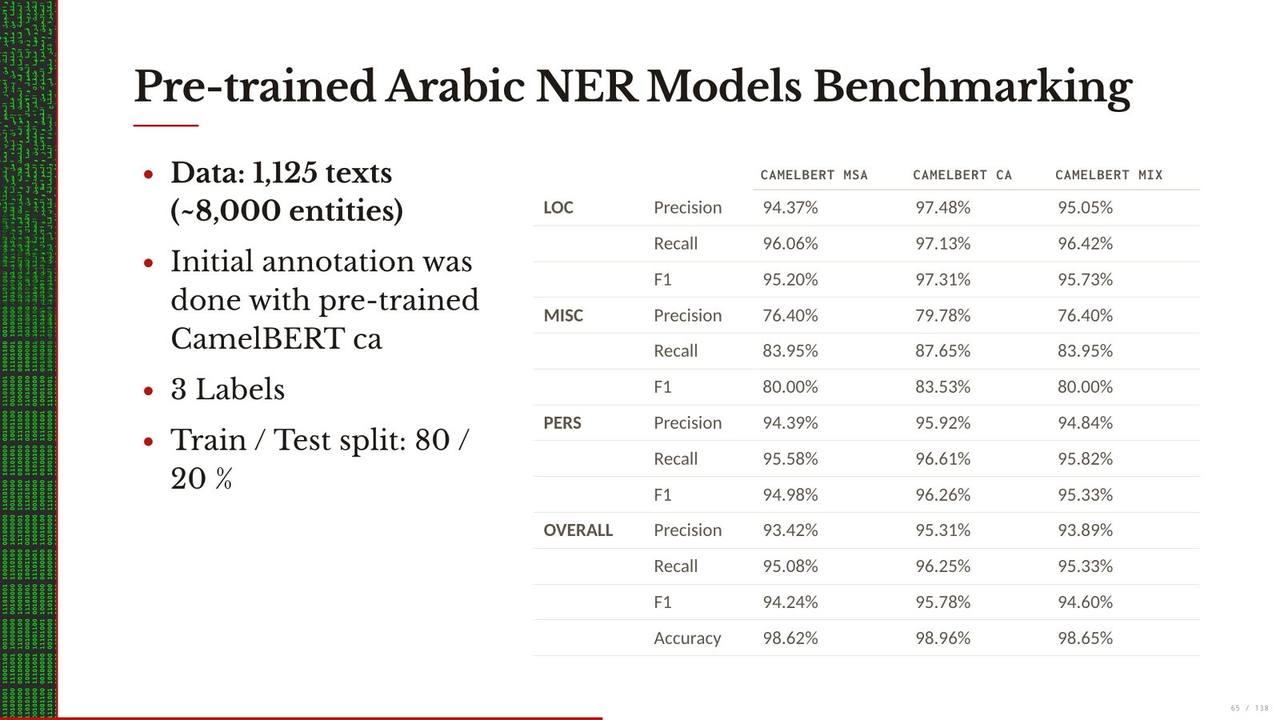 Pre-trained Arabic NER Models Benchmarking
• Data: 1,125 texts
(~8,000 entities)
• Initial annotation was
done with pre-trained
CamelBERT ca
• 3 Labels
• Train / Test split: 80 /
20 %
CAMELBERT MSA CAMELBERT CA CAMELBERT MIX
LOC Precision 94.37% 97.48% 95.05%
Recall 96.06% 97.13% 96.42%
F1 95.20% 97.31% 95.73%
MISC Precision 76.40% 79.78% 76.40%
Recall 83.95% 87.65% 83.95%
F1 80.00% 83.53% 80.00%
PERS Precision 94.39% 95.92% 94.84%
Recall 95.58% 96.61% 95.82%
F1 94.98% 96.26% 95.33%
OVERALL Precision 93.42% 95.31% 93.89%
Recall 95.08% 96.25% 95.33%
F1 94.24% 95.78% 94.60%
Accuracy 98.62% 98.96% 98.65%
65 / 138